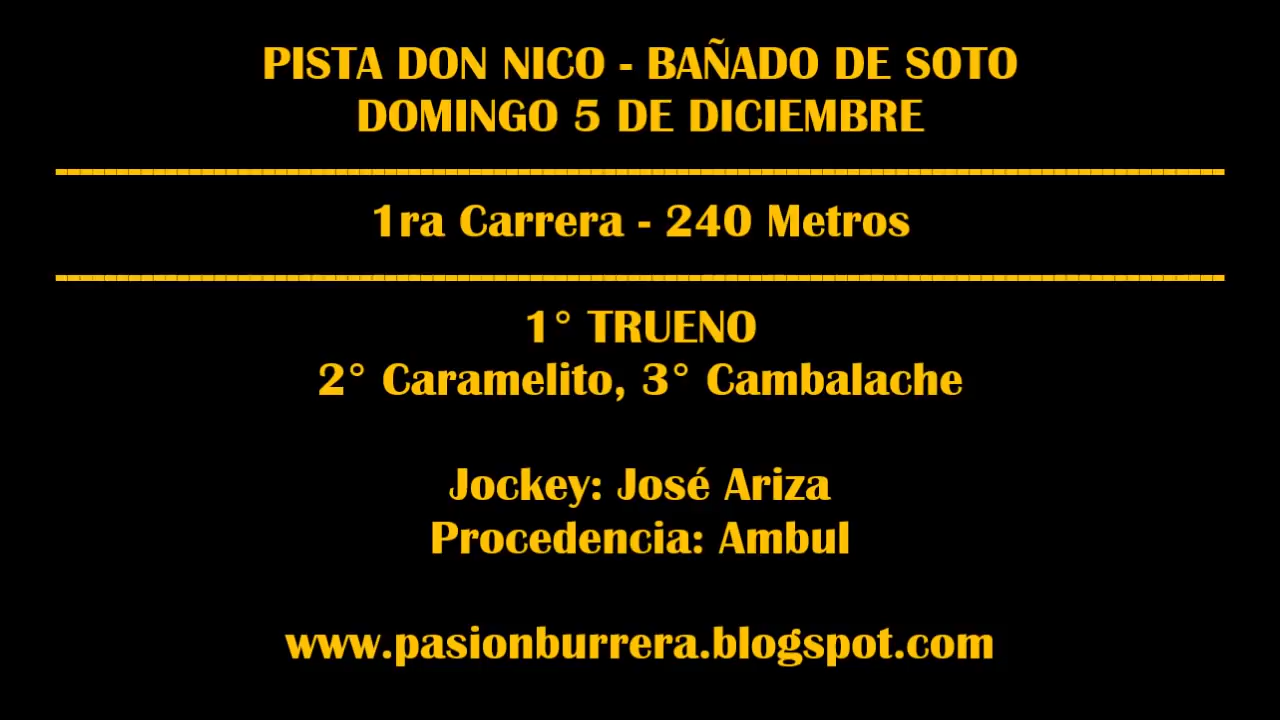 PISTA DON NICO - BAÑADO DE SOTO
DOMINGO 5 DE DICIEMBRE
1ra Carrera - 240 Metros
1° TRUENO
2° Caramelito, 3° Cambalache
Jockey: José Ariza
Procedencia: Ambul
www.pasionburrera.blogspot.com